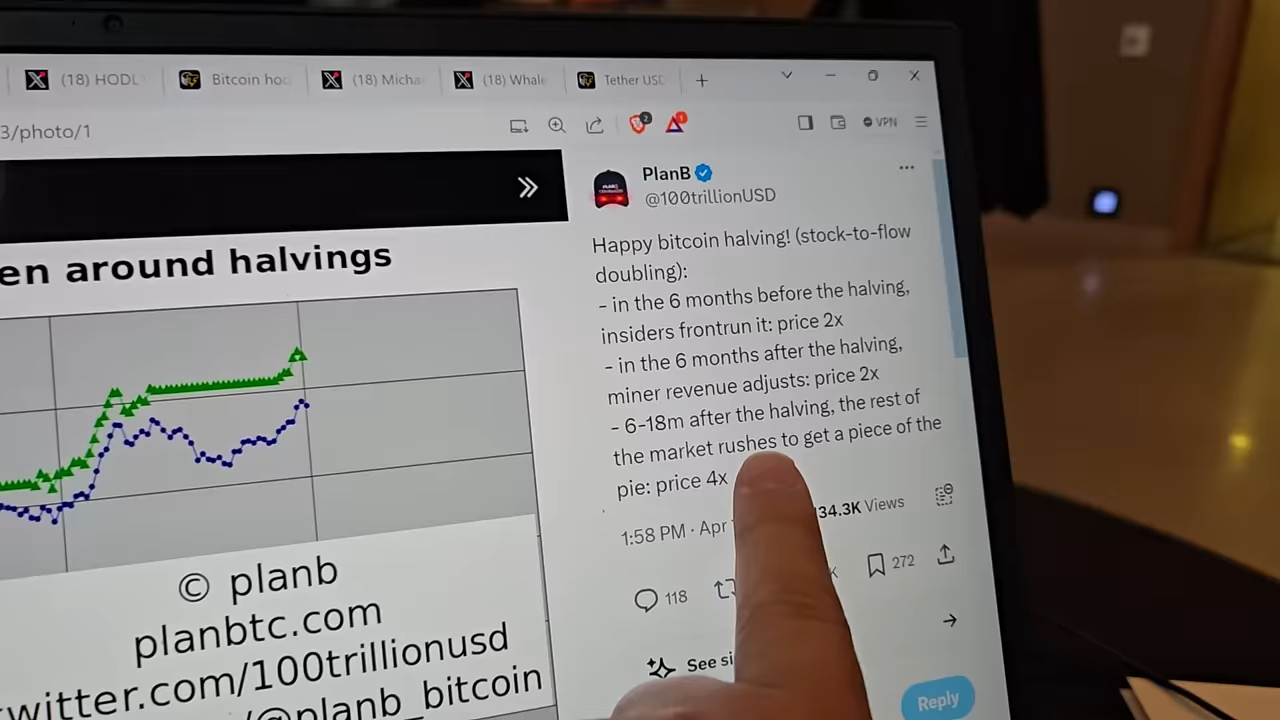 (18) HODL
Bitcoin hoo
(18) Micha
(18) Whale
Tether USD
3/photo/1
2
1
VPN
en around halvings
© planb
planbtc.com
witter.com/100trillionusd
/@planb_bitcoin
PlanB
@100trillionUSD
Happy bitcoin halving! (stock-to-flow
doubling):
- in the 6 months before the halving,
insiders frontrun it: price 2x
- in the 6 months after the halving,
miner revenue adjusts: price 2x
- 6-18m after the halving, the rest of
the market rushes to get a piece of the
pie: price 4x
1:58 PM · Apr
34.3K Views
118
K
272
See si
Reply